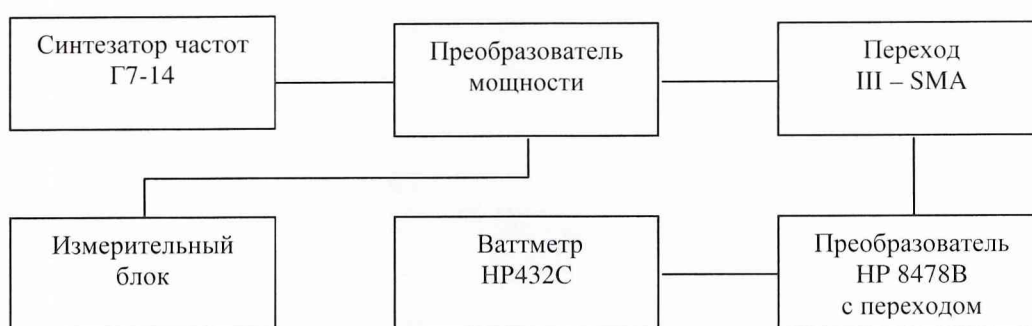 Синтезатор частот
Г7-14
Преобразователь
мощности
Переход
III – SMA
Измерительный
блок
Ваттметр
HP432C
Преобразователь
HP 8478B
с переходом